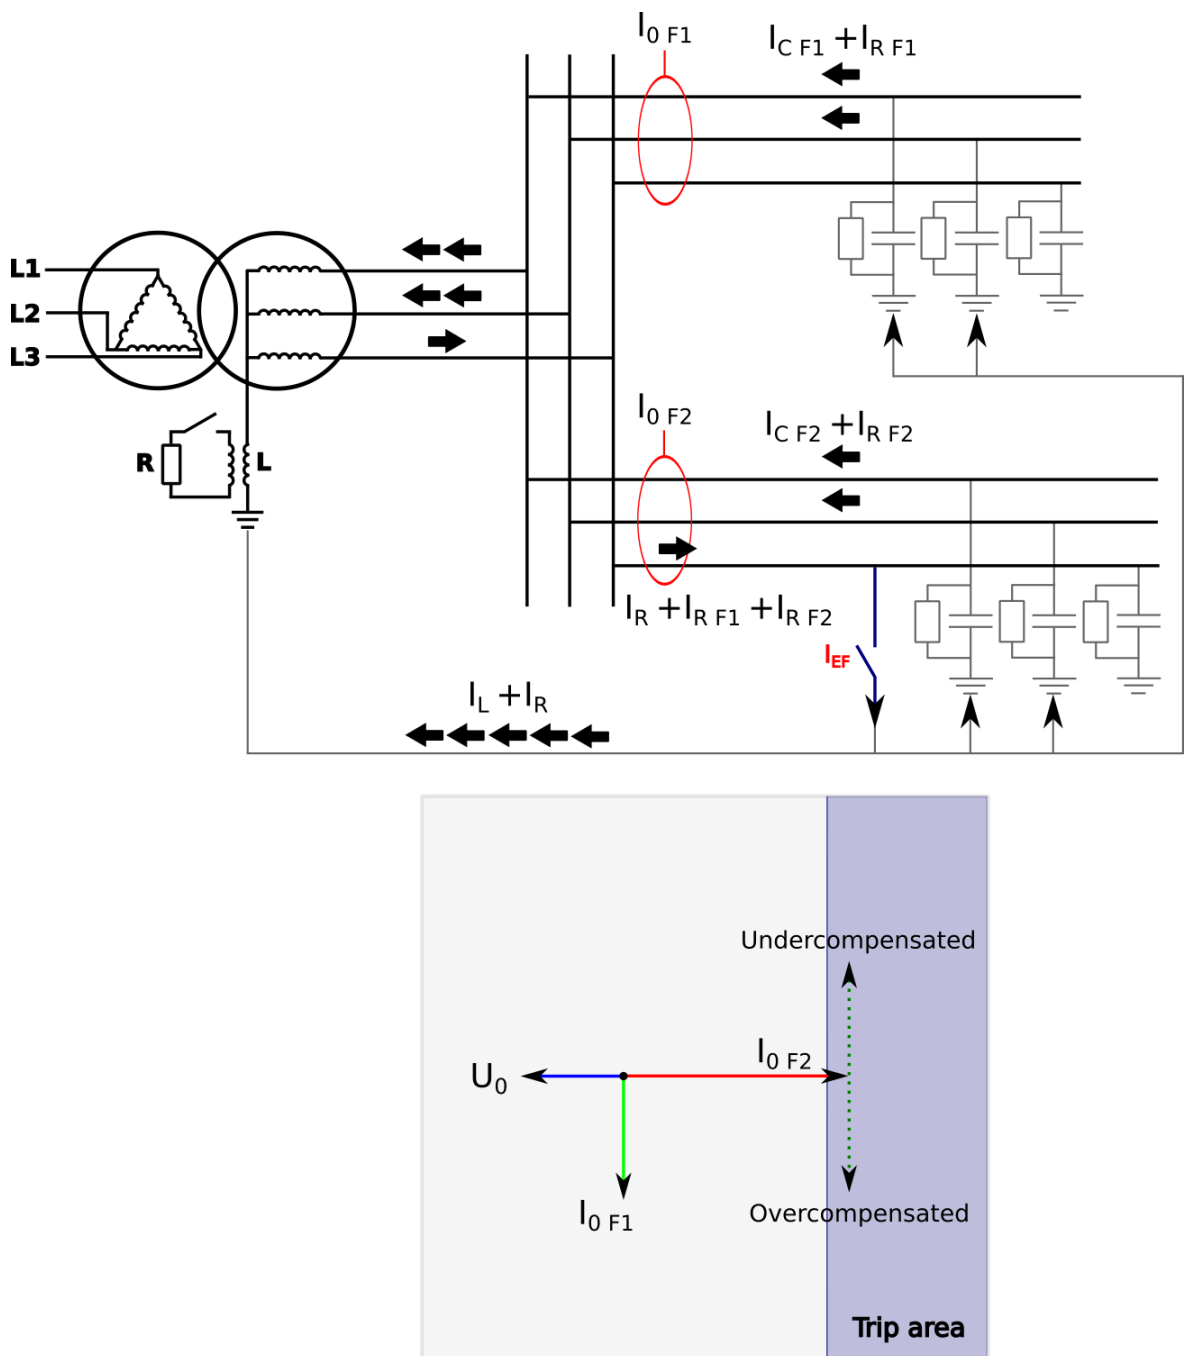 I0 F1
IC F1 +IR F1
L1
L2
L3
R
L
I0 F2
IC F2 +IR F2
IR +IR F1 +IR F2
IEF
IL +IR
Undercompensated
I0 F2
U0
I0 F1
Overcompensated
Trip area